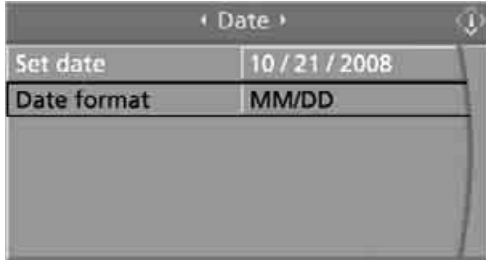 Date
Set date 10 / 21 / 2008
Date format MM/DD